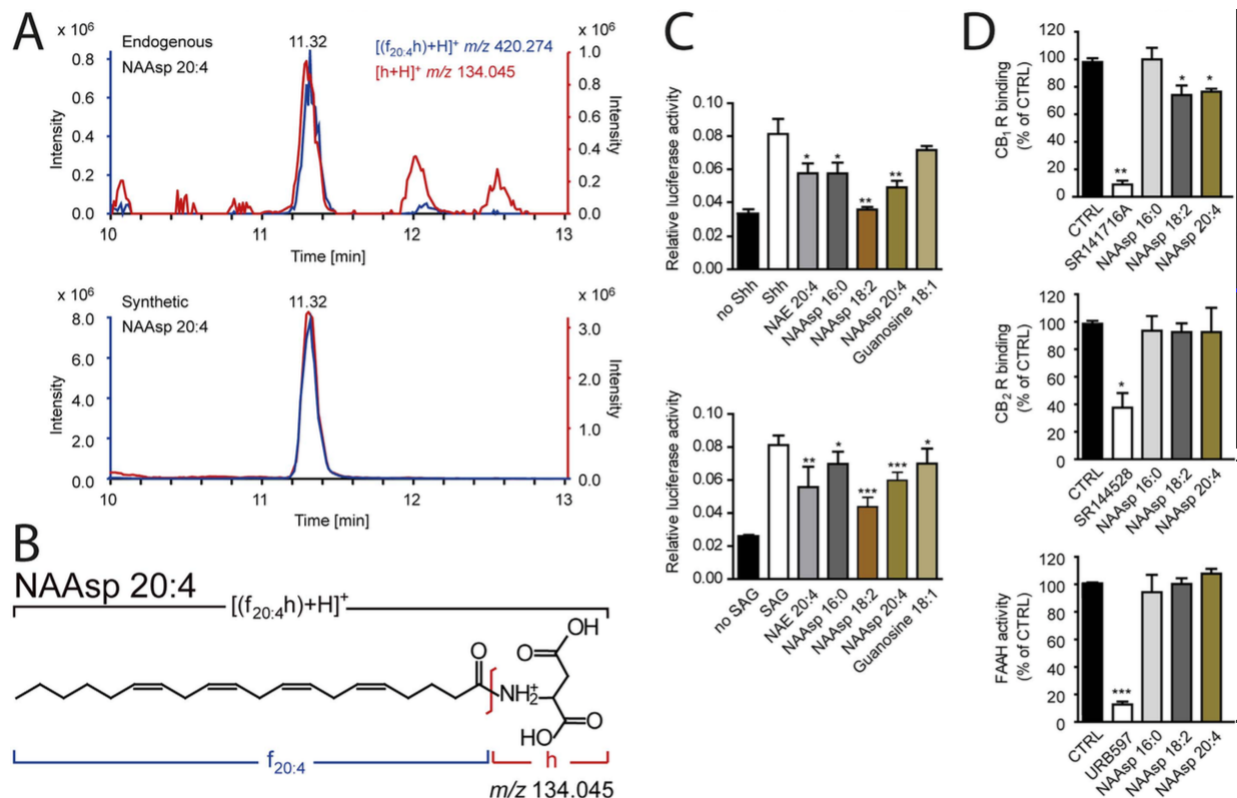 A
x 10⁶
x 10⁶
Endogenous
NAAsp 20:4
11.32
[(f20:4h)+H]⁺ m/z 420.274
[h+H]⁺ m/z 134.045
Intensity
0.8
0.6
0.4
0.2
0.0
1.0
0.8
0.6
0.4
0.2
0.0
Intensity
10
11
12
13
Time [min]
x 10⁶
x 10⁶
Synthetic
NAAsp 20:4
11.32
Intensity
8.0
6.0
4.0
2.0
0.0
3.0
2.0
1.0
0.0
Intensity
10
11
12
13
Time [min]
B
NAAsp 20:4
[(f20:4h)+H]⁺
OH
O
O
NH2+
O
HO
f20:4
h
m/z 134.045
C
Relative luciferase activity
0.10
0.08
0.06
0.04
0.02
0.00
* * ** **
no Shh
Shh
NAE 20:4
NAAsp 16:0
NAAsp 18:2
NAAsp 20:4
Guanosine 18:1
Relative luciferase activity
0.10
0.08
0.06
0.04
0.02
0.00
** * *** *** *
no SAG
SAG
NAE 20:4
NAAsp 16:0
NAAsp 18:2
NAAsp 20:4
Guanosine 18:1
D
CB1 R binding
(% of CTRL)
120
100
80
60
40
20
0
** * *
CTRL
SR141716A
NAAsp 16:0
NAAsp 18:2
NAAsp 20:4
CB2 R binding
(% of CTRL)
120
100
80
60
40
20
0
*
CTRL
SR144528
NAAsp 16:0
NAAsp 18:2
NAAsp 20:4
FAAH activity
(% of CTRL)
120
100
80
60
40
20
0
***
CTRL
URB597
NAAsp 16:0
NAAsp 18:2
NAAsp 20:4